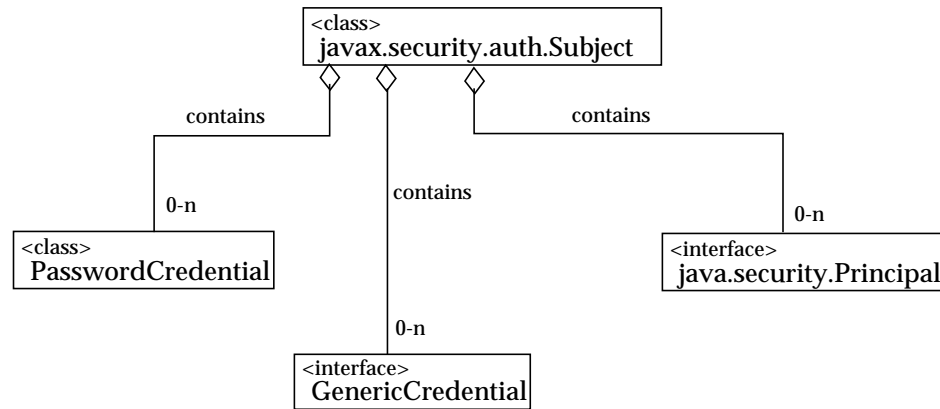 <class>
javax.security.auth.Subject
contains
contains
contains
0-n
0-n
<class>
PasswordCredential
<interface>
java.security.Principal
0-n
<interface>
GenericCredential